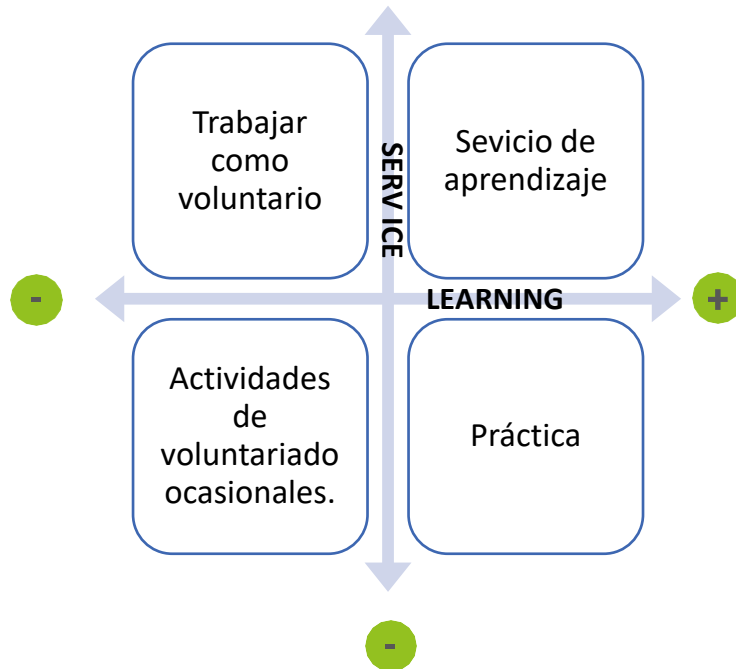 Trabajar
como
voluntario
Sevicio de
aprendizaje
SERV ICE
-
LEARNING
+
Actividades
de
voluntariado
ocasionales.
Práctica
-